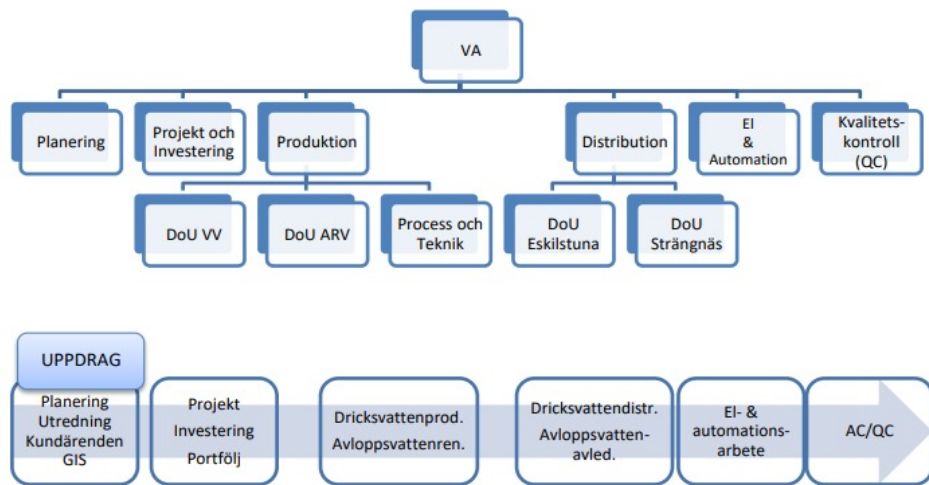 VA
Planering
Projekt och
Investering
Produktion
Distribution
El
&
Automation
Kvalitets-
kontroll
(QC)
DoU VV
DoU ARV
Process och
Teknik
DoU
Eskilstuna
DoU
Strängnäs
UPPDRAG
Planering
Utredning
Kundärenden
GIS
Projekt
Investering
Portfölj
Dricksvattenprod.
Avloppsvattenren.
Dricksvattendistr.
Avloppsvatten-
avled.
El- &
automations-
arbete
AC/QC